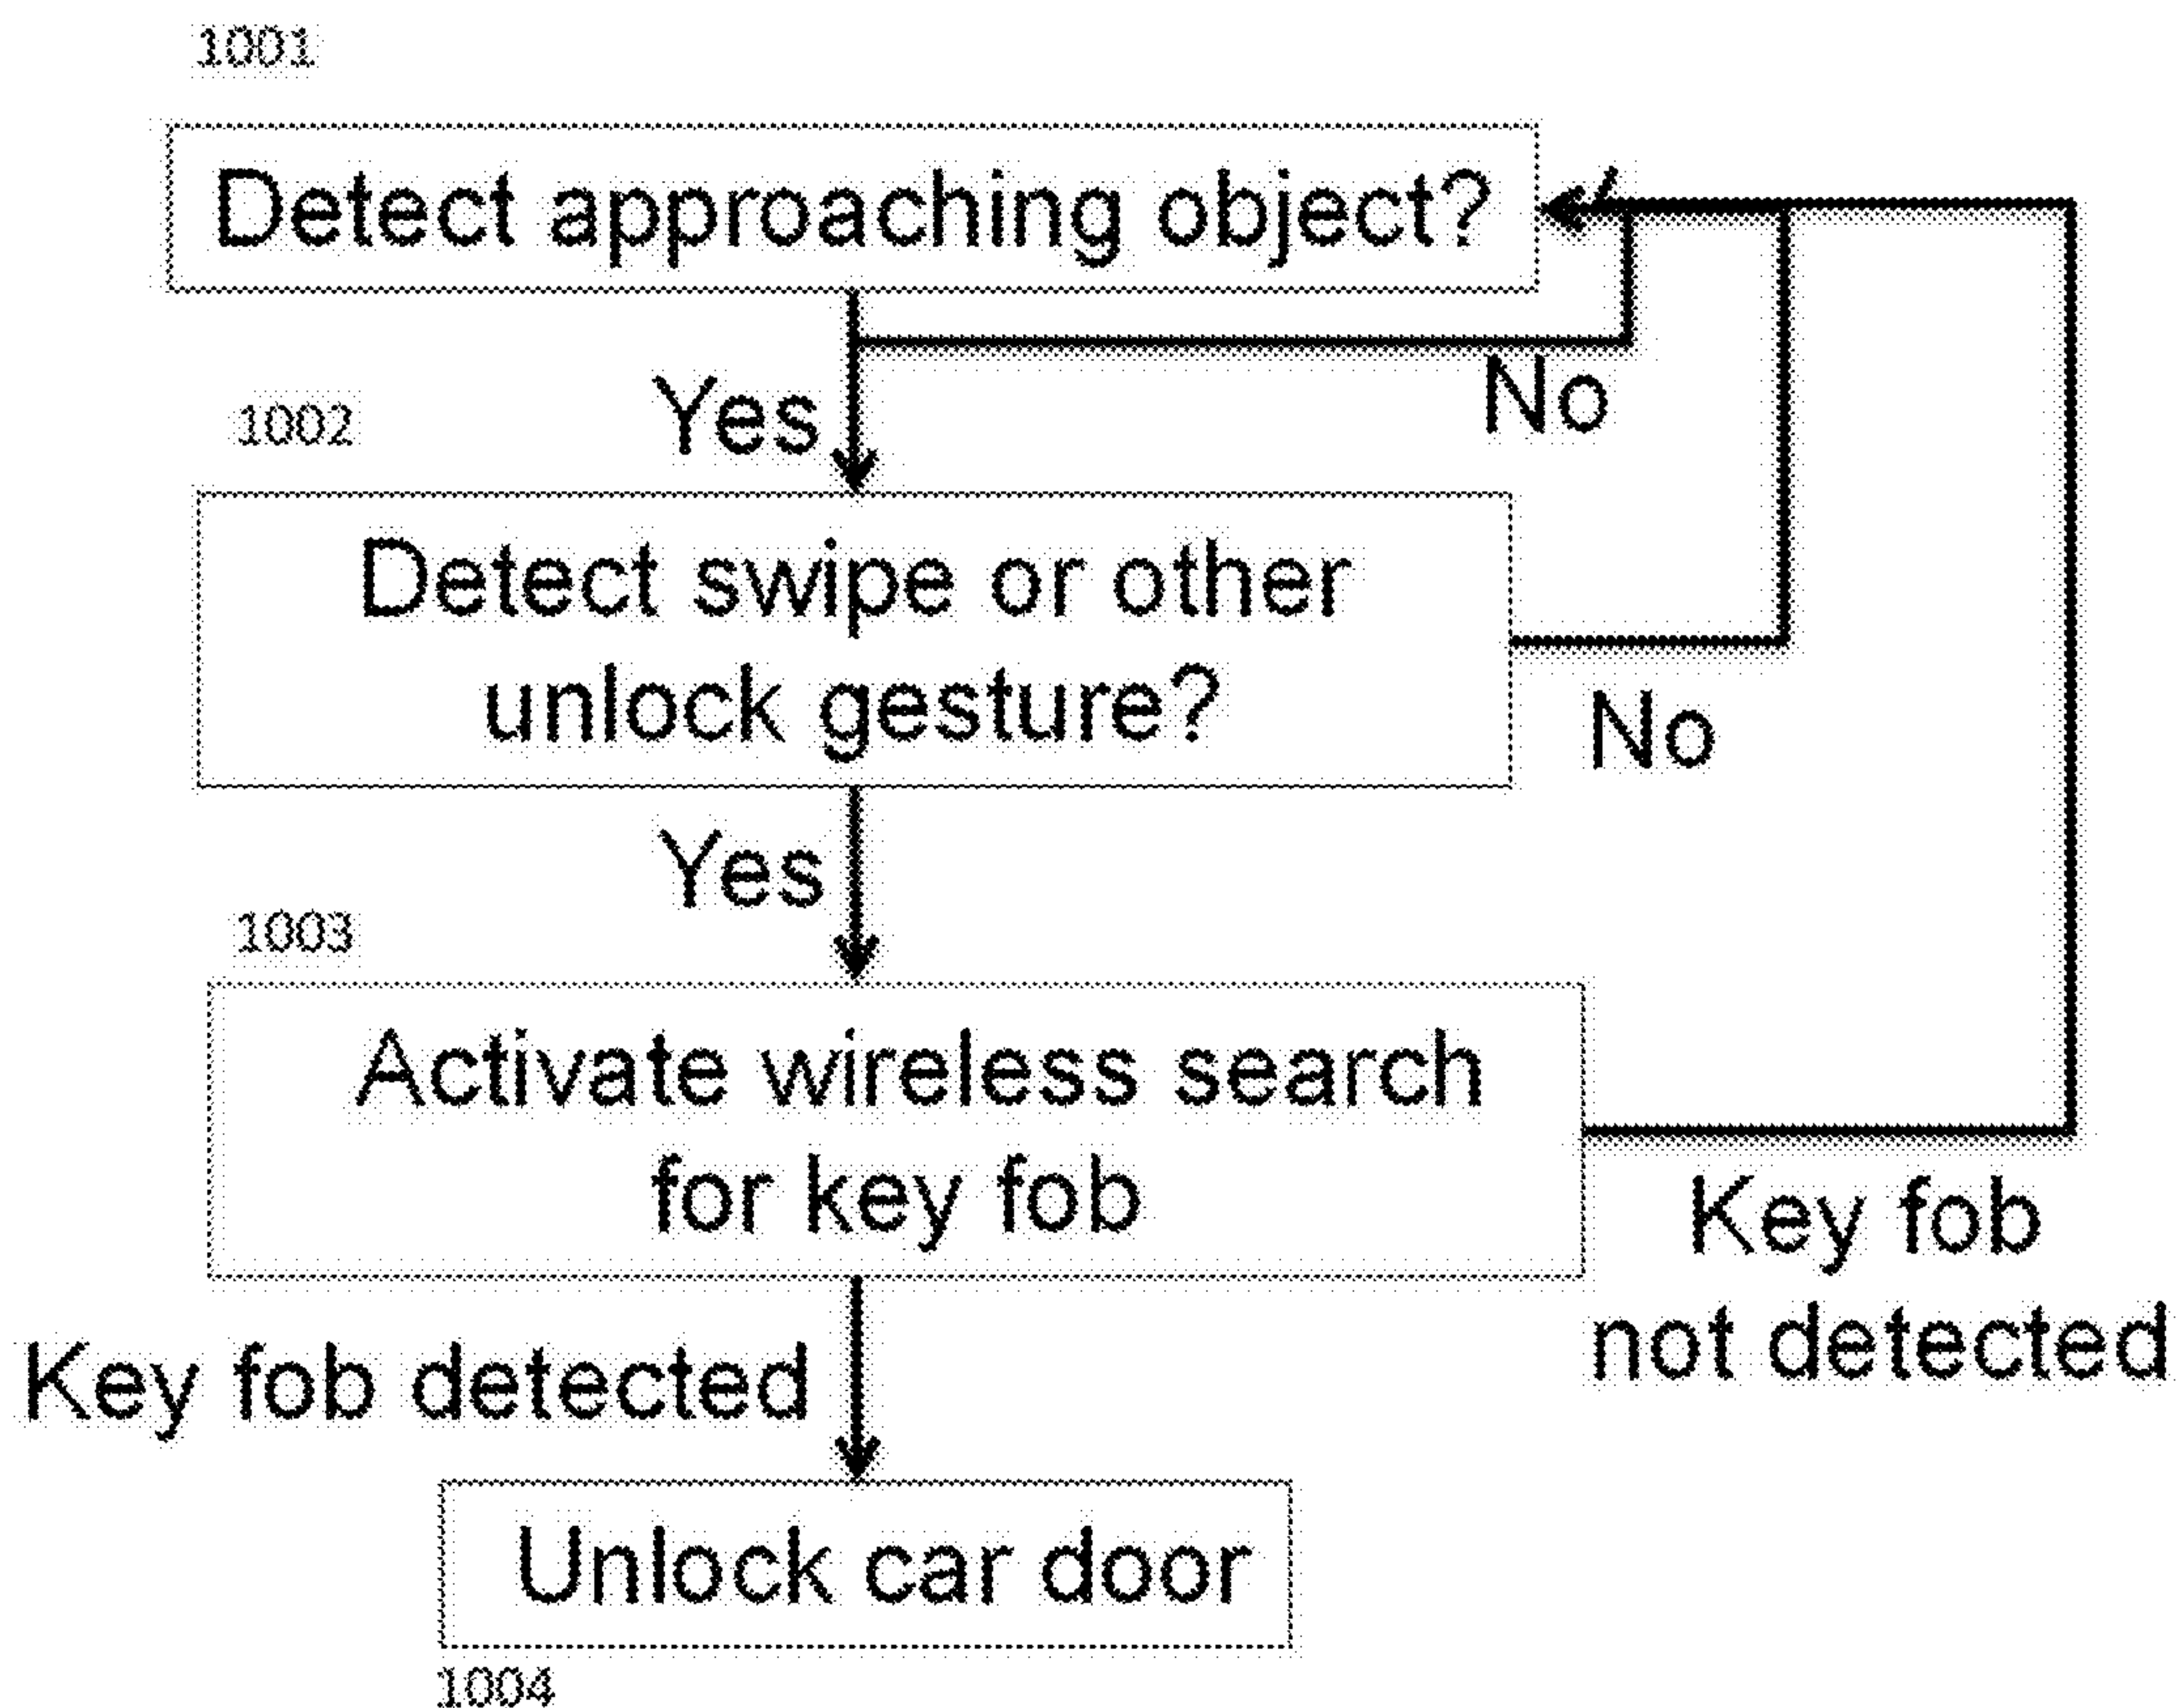 1001
Detect approaching object?
Yes
No
1002
Detect swipe or other
unlock gesture?
No
Yes
1003
Activate wireless search
for key fob
Key fob
not detected
Key fob detected
Unlock car door
1004